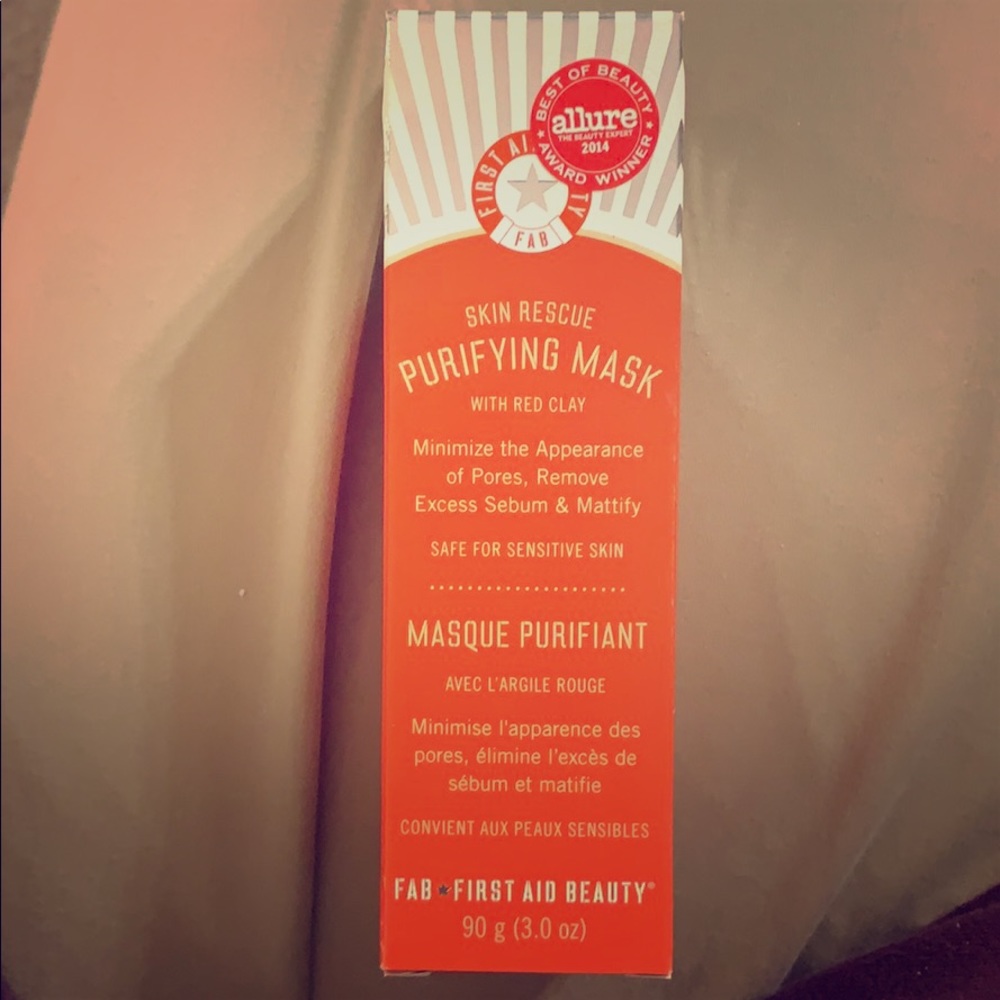 BEST OF BEAUTY
allure
THE BEAUTY EXPERT
2014
AWARD WINNER
FIRST AI
TY
FAB
SKIN RESCUE
PURIFYING MASK
WITH RED CLAY
Minimize the Appearance
of Pores, Remove
Excess Sebum & Mattify
SAFE FOR SENSITIVE SKIN
MASQUE PURIFIANT
AVEC L'ARGILE ROUGE
Minimise l'apparence des
pores, élimine l'excès de
sébum et matifie
CONVIENT AUX PEAUX SENSIBLES
FAB FIRST AID BEAUTY®
90 g (3.0 oz)